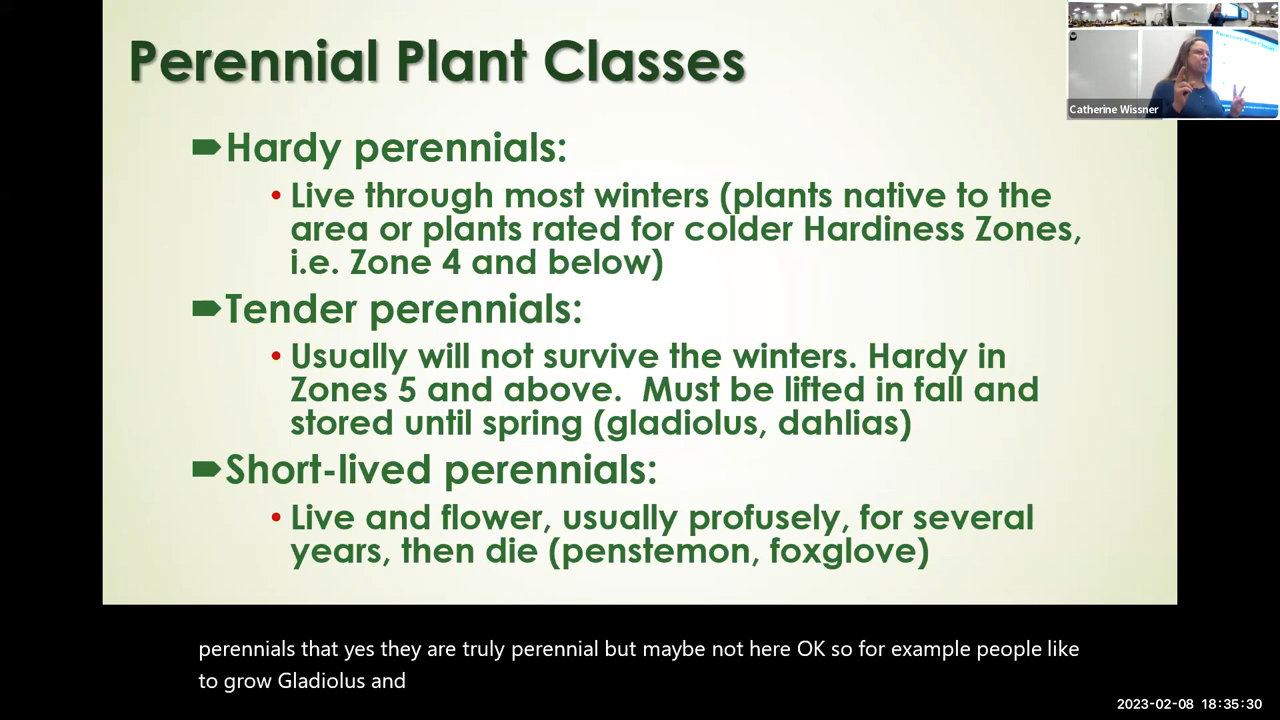 Perennial Plant Classes
Hardy perennials:
• Live through most winters (plants native to the
area or plants rated for colder Hardiness Zones,
i.e. Zone 4 and below)
Tender perennials:
• Usually will not survive the winters. Hardy in
Zones 5 and above.  Must be lifted in fall and
stored until spring (gladiolus, dahlias)
Short-lived perennials:
• Live and flower, usually profusely, for several
years, then die (penstemon, foxglove)
Catherine Wissner
perennials that yes they are truly perennial but maybe not here OK so for example people like
to grow Gladiolus and
2023-02-08 18:35:30